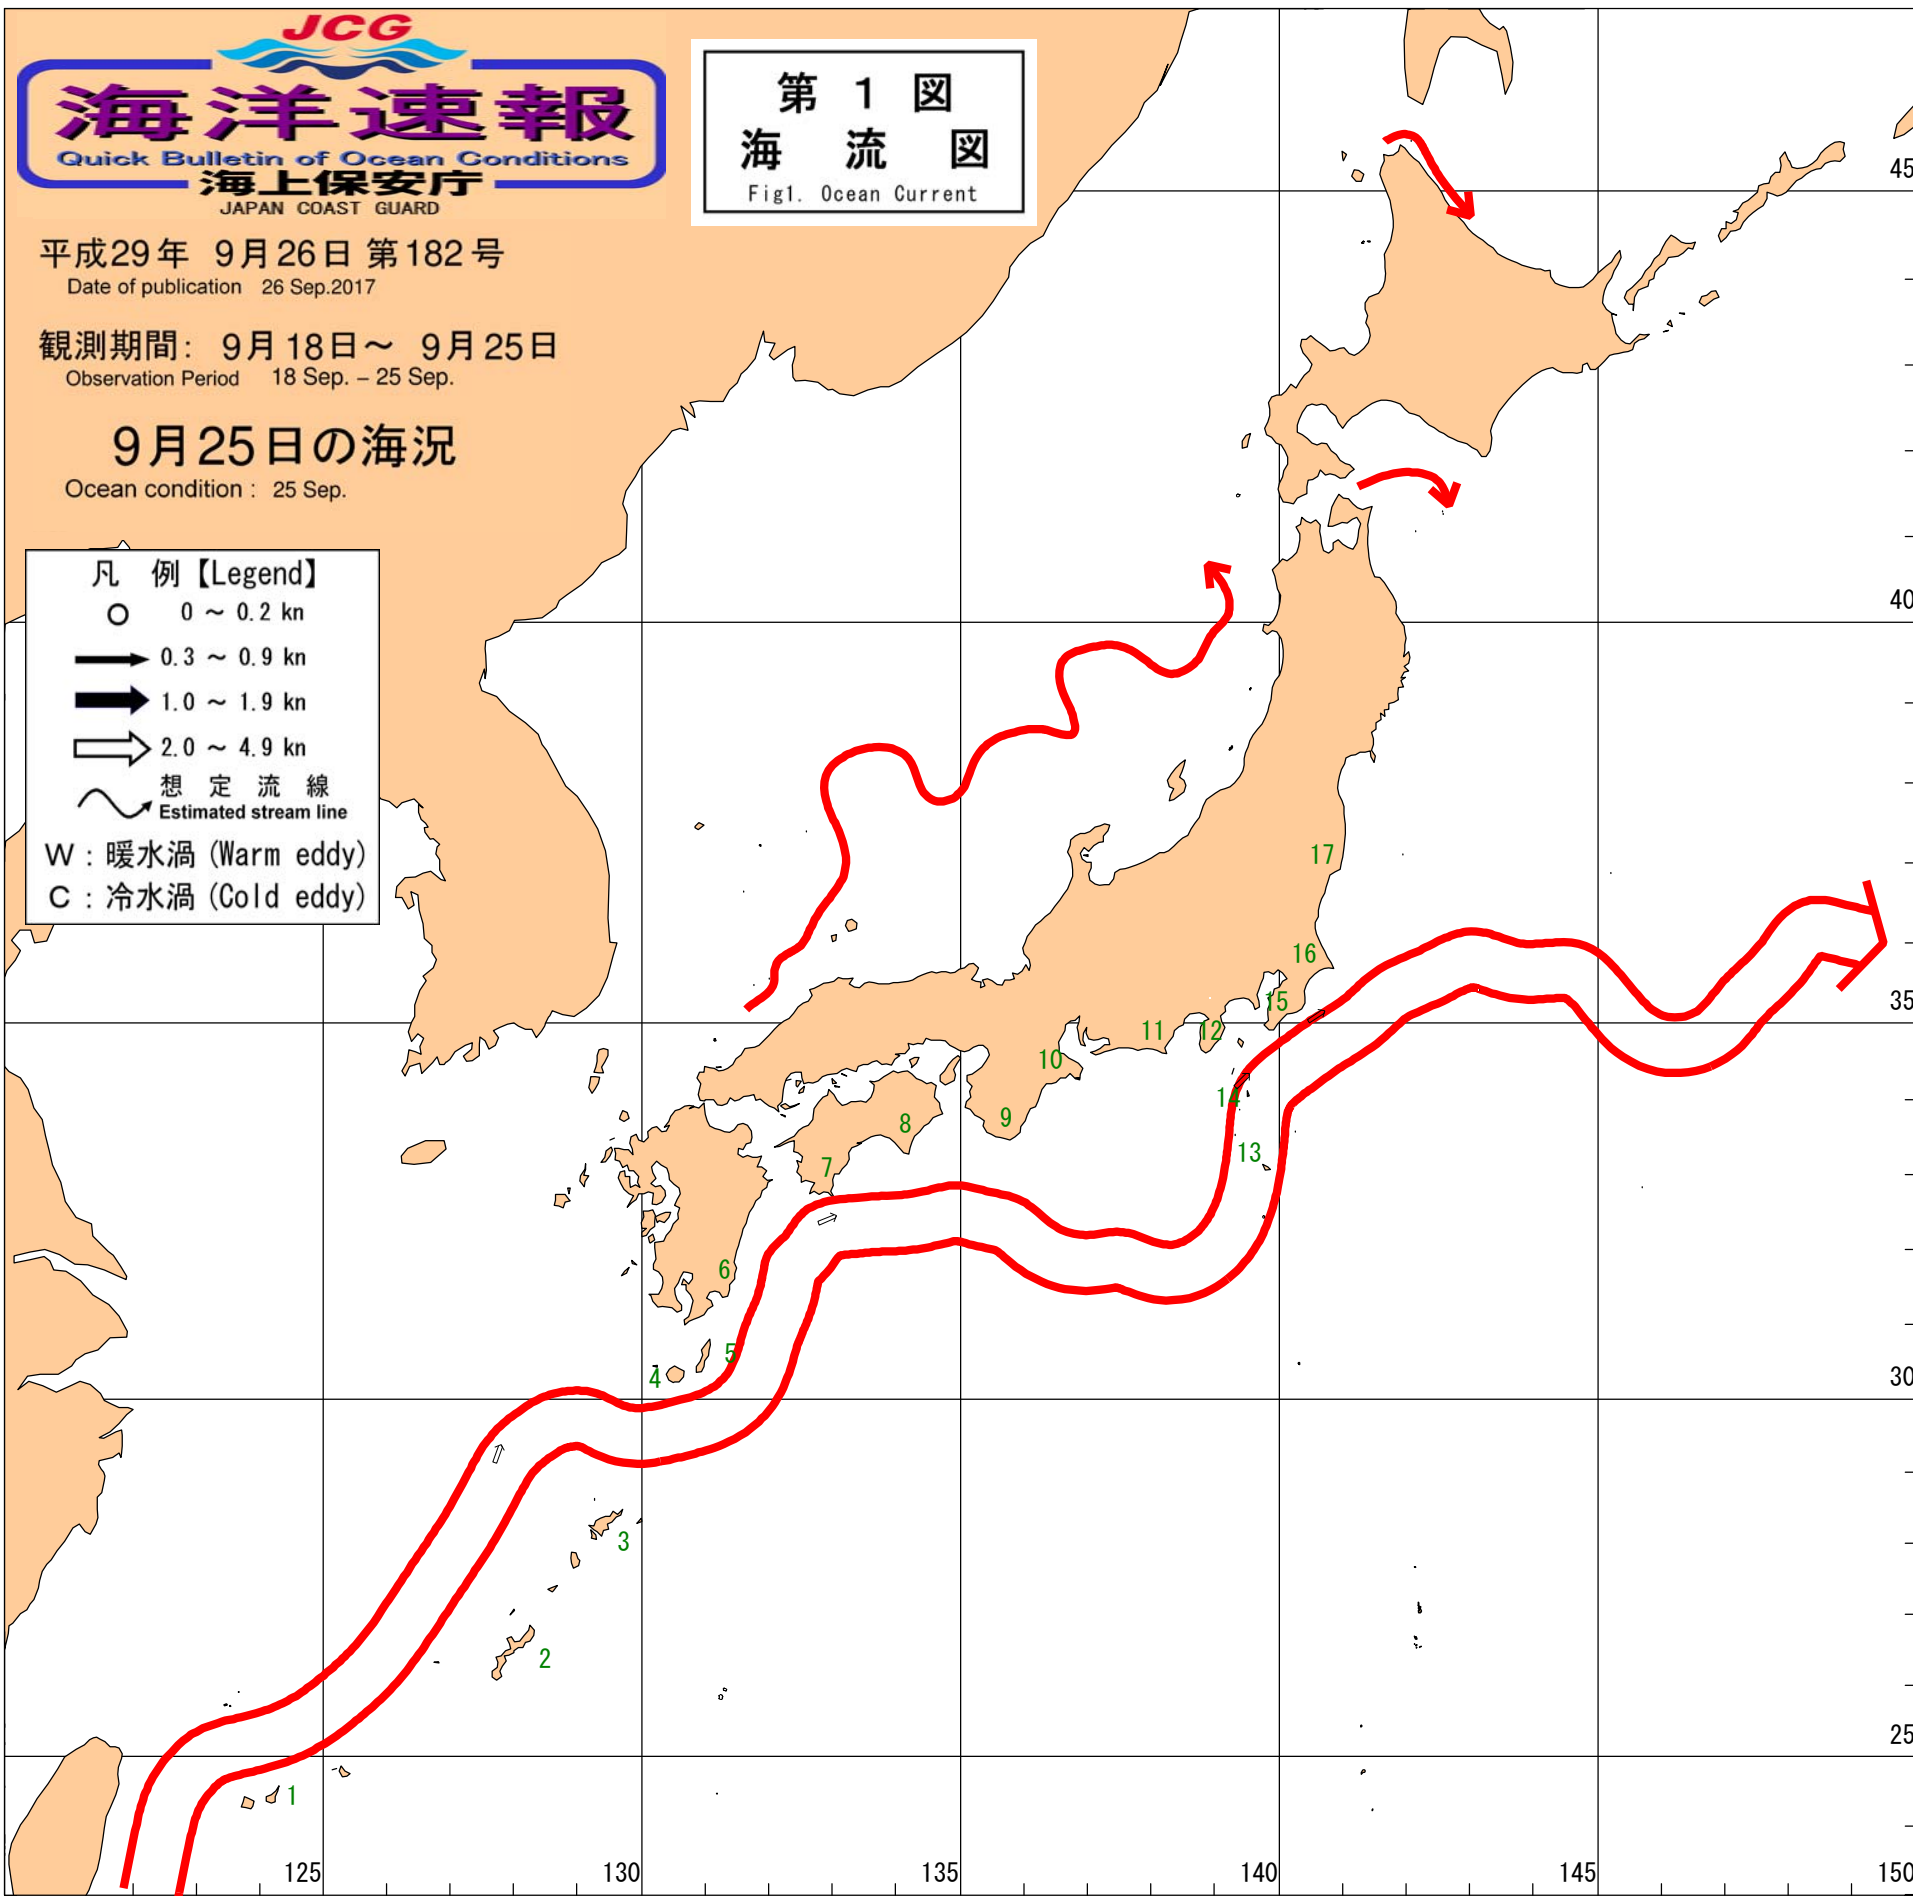 JCG
海洋速報
Quick Bulletin of Ocean Conditions
海上保安庁
JAPAN COAST GUARD
平成29年 9月26日 第182号
Date of publication 26 Sep.2017
観測期間: 9月18日～ 9月25日
Observation Period 18 Sep. – 25 Sep.
9月25日の海況
Ocean condition : 25 Sep.
第 1 図
海 流 図
Fig1. Ocean Current
凡 例【Legend】
0 ～ 0.2 kn
0.3 ～ 0.9 kn
1.0 ～ 1.9 kn
2.0 ～ 4.9 kn
想 定 流 線
Estimated stream line
W : 暖水渦 (Warm eddy)
C : 冷水渦 (Cold eddy)
45
40
17
16
35
15
14
13
12
11
10
9
8
7
6
5
4
30
3
2
25
1
125
130
135
140
145
150